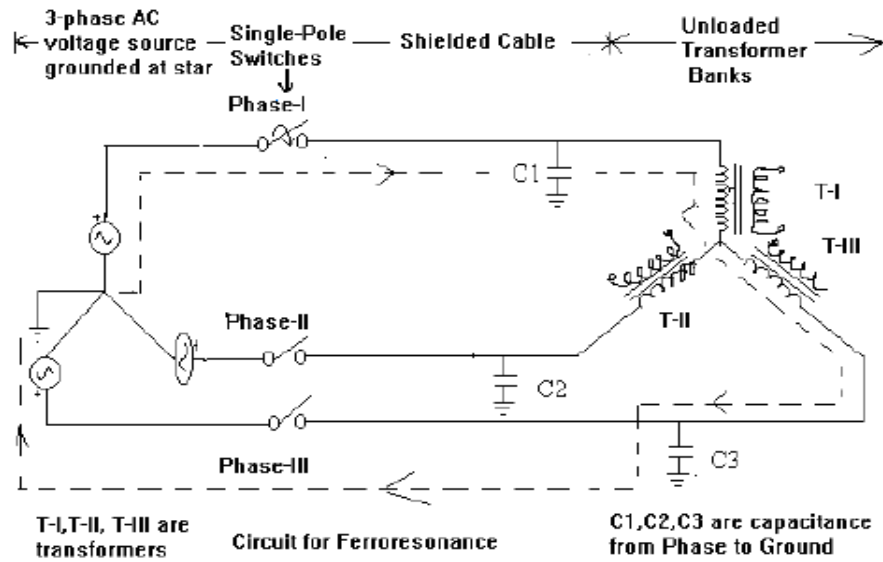 3-phase AC
voltage source
grounded at star
Single-Pole
Switches
Shielded Cable
Unloaded
Transformer
Banks
Phase-I
C1
T-I
T-III
T-II
Phase-II
C2
Phase-III
C3
T-I,T-II, T-III are
transformers
Circuit for Ferroresonance
C1,C2,C3 are capacitance
from Phase to Ground